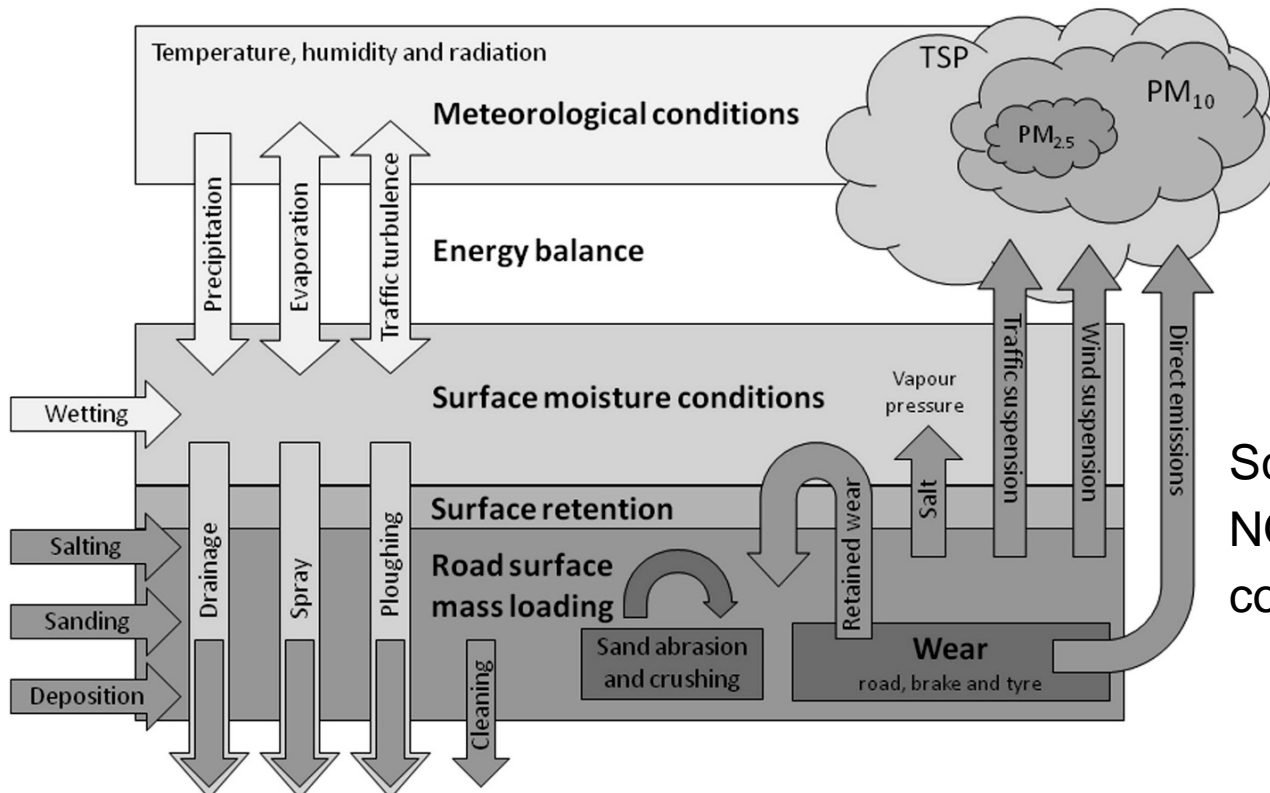 Temperature, humidity and radiation
TSP
PM10
PM2.5
Meteorological conditions
Precipitation
Evaporation
Traffic turbulence
Energy balance
Traffic suspension
Wind suspension
Direct emissions
Wetting
Surface moisture conditions
Vapour
pressure
Salt
Surface retention
Salting
Sanding
Deposition
Drainage
Spray
Ploughing
Cleaning
Road surface
mass loading
Retained wear
Sand abrasion
and crushing
Wear
road, brake and tyre